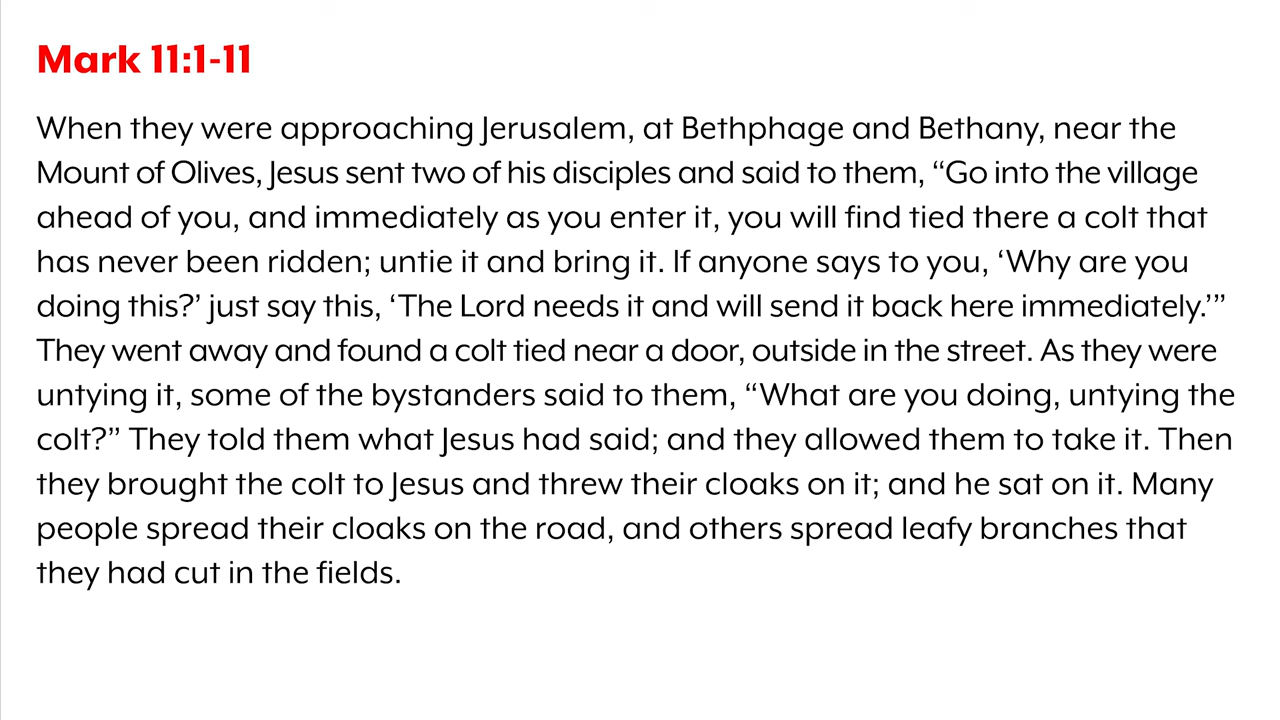 Mark 11:1-11
When they were approaching Jerusalem, at Bethphage and Bethany, near the
Mount of Olives, Jesus sent two of his disciples and said to them, “Go into the village
ahead of you, and immediately as you enter it, you will find tied there a colt that
has never been ridden; untie it and bring it. If anyone says to you, ‘Why are you
doing this?’ just say this, ‘The Lord needs it and will send it back here immediately.’”
They went away and found a colt tied near a door, outside in the street. As they were
untying it, some of the bystanders said to them, “What are you doing, untying the
colt?” They told them what Jesus had said; and they allowed them to take it. Then
they brought the colt to Jesus and threw their cloaks on it; and he sat on it. Many
people spread their cloaks on the road, and others spread leafy branches that
they had cut in the fields.